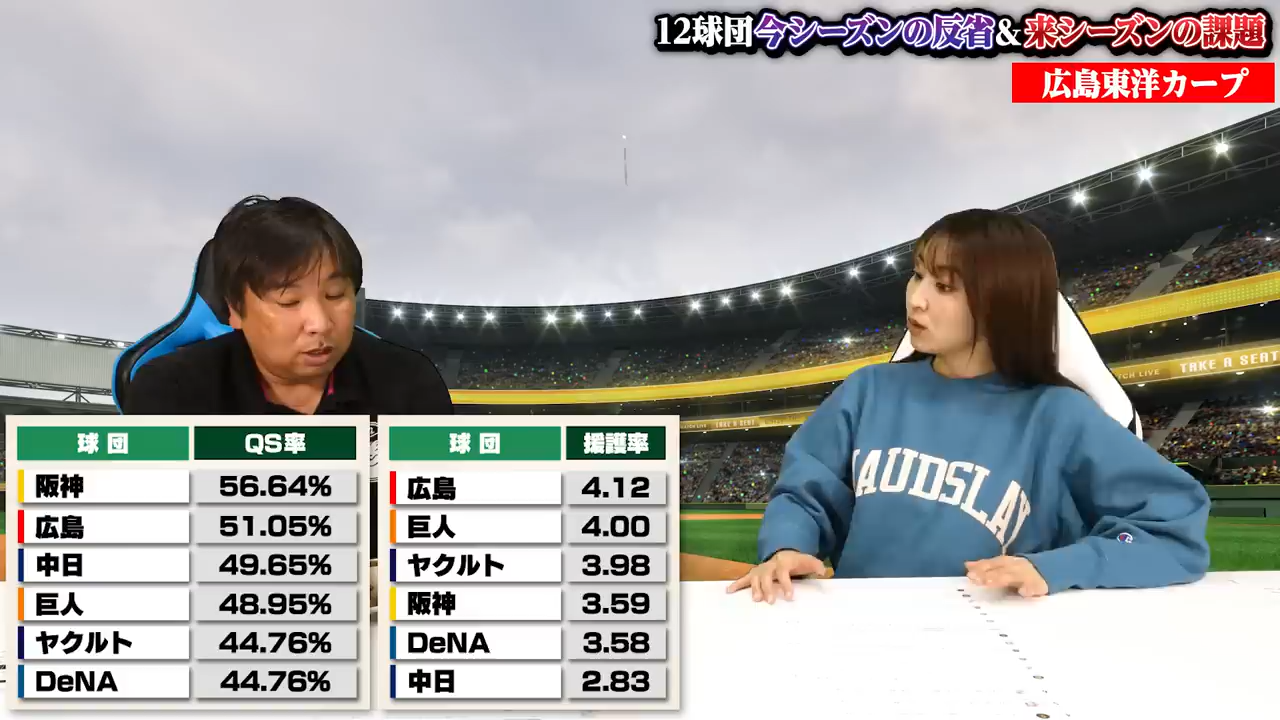 12球団今シーズンの反省&来シーズンの課題
広島東洋カープ
TAKE A SEAT
球団 QS率
阪神 56.64%
広島 51.05%
中日 49.65%
巨人 48.95%
ヤクルト 44.76%
DeNA 44.76%
球団 援護率
広島 4.12
巨人 4.00
ヤクルト 3.98
阪神 3.59
DeNA 3.58
中日 2.83
AUDSLAY